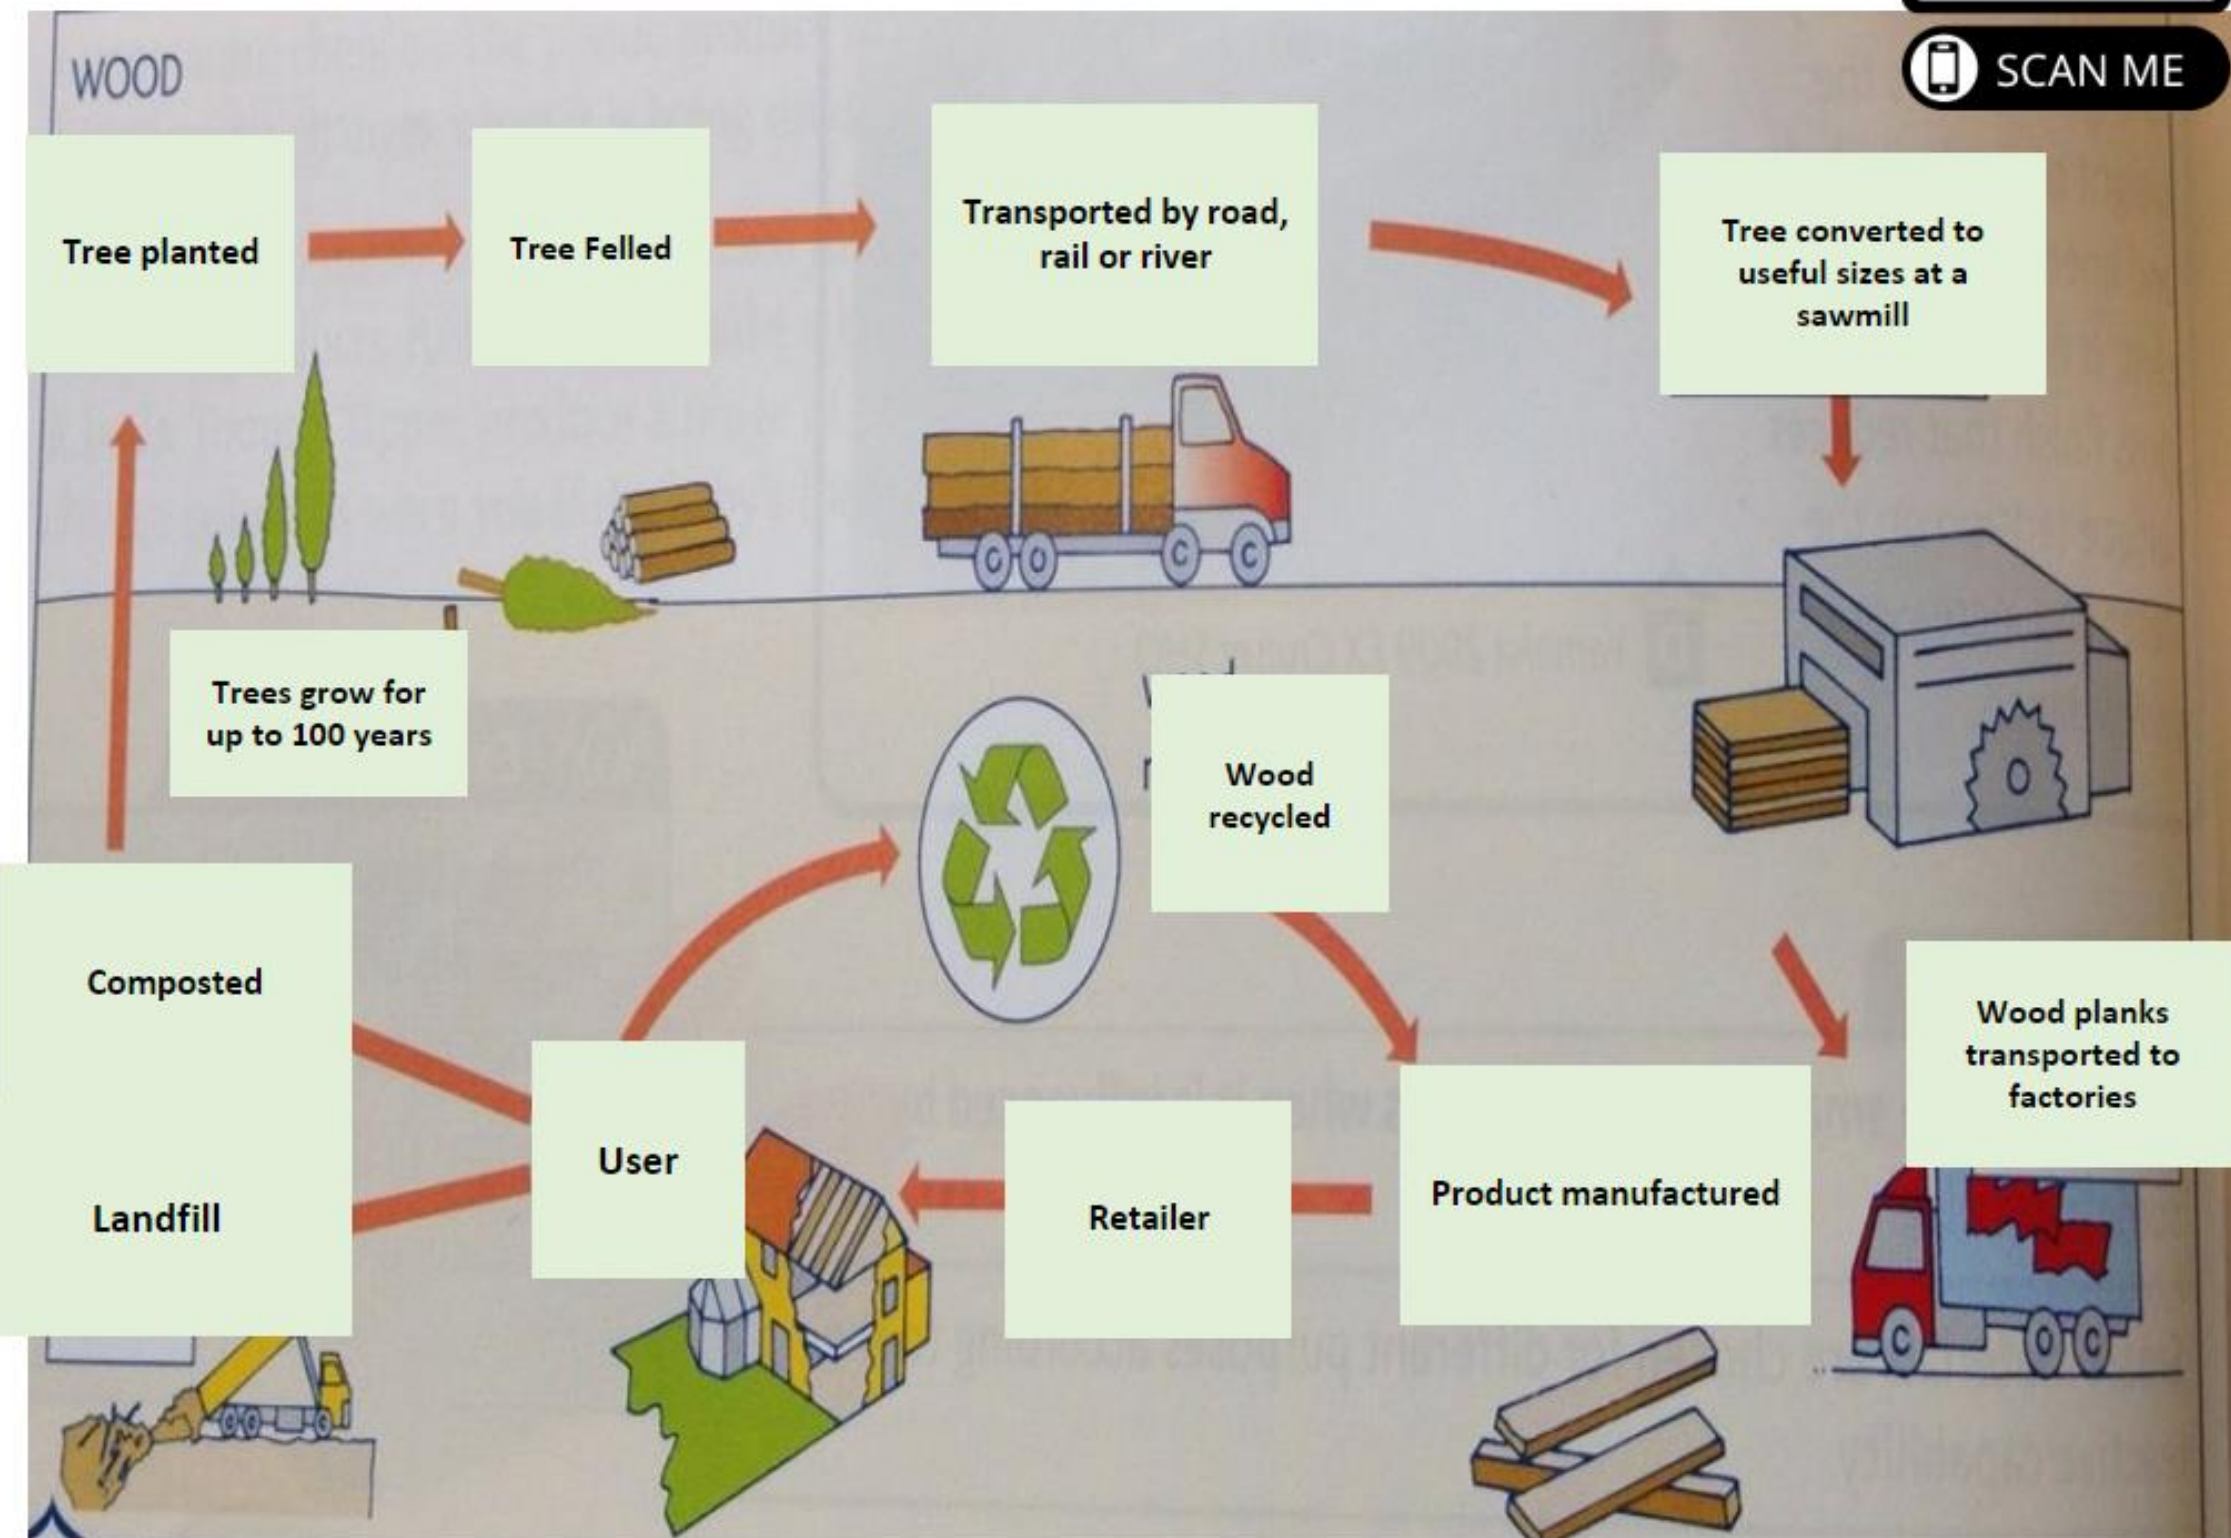 WOOD
SCAN ME
Tree planted
Tree Felled
Transported by road,
rail or river
Tree converted to
useful sizes at a
sawmill
Trees grow for
up to 100 years
Wood
recycled
Composted
Landfill
User
Retailer
Product manufactured
Wood planks
transported to
factories